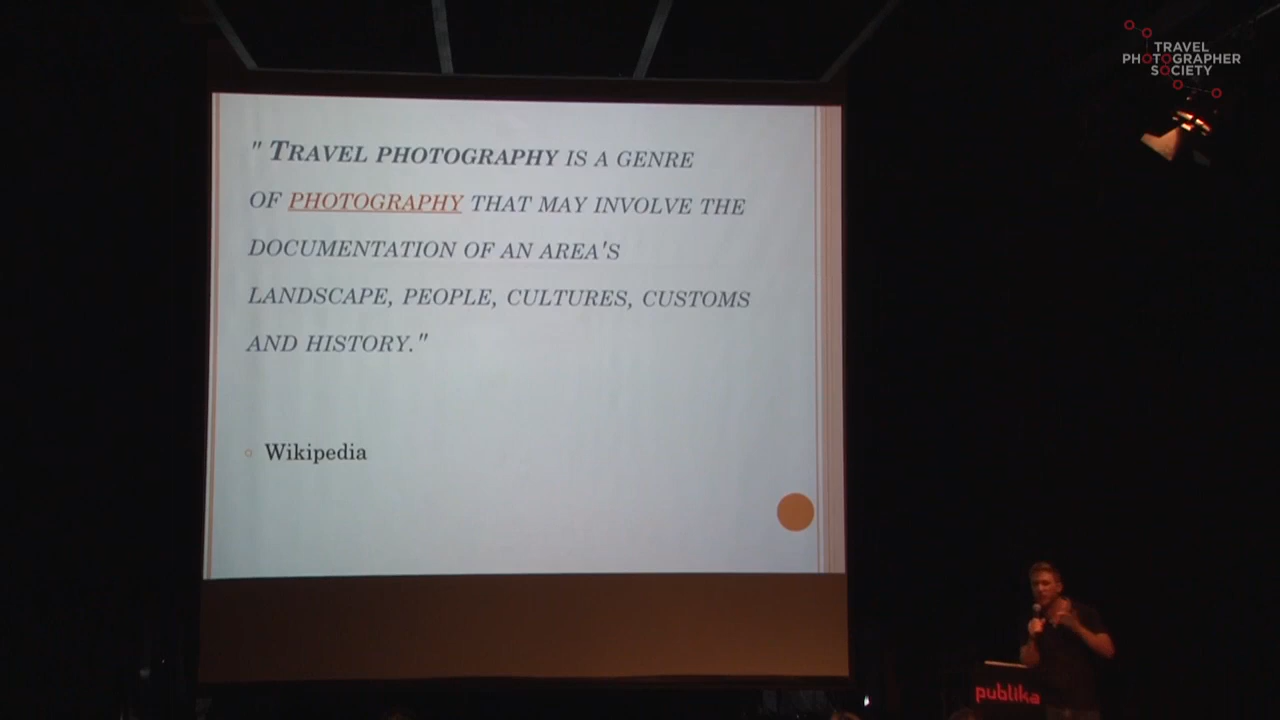 TRAVEL
PHOTOGRAPHER
SOCIETY
" TRAVEL PHOTOGRAPHY IS A GENRE
OF PHOTOGRAPHY THAT MAY INVOLVE THE
DOCUMENTATION OF AN AREA'S
LANDSCAPE, PEOPLE, CULTURES, CUSTOMS
AND HISTORY."
Wikipedia
publika